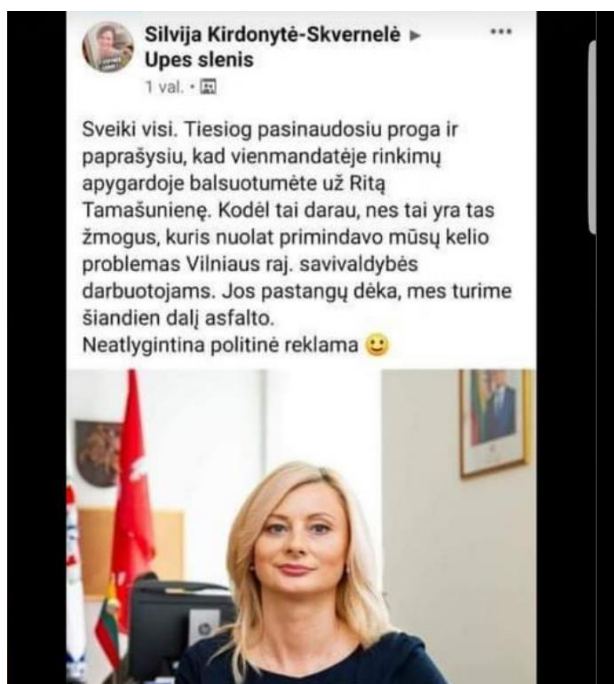 Silvija Kirdonytė-Skvernelė ▸
Upes slenis
1 val. ·
Sveiki visi. Tiesiog pasinaudosiu proga ir
paprašysiu, kad vienmandatėje rinkimų
apygardoje balsuotumėte už Ritą
Tamašunienę. Kodėl tai darau, nes tai yra tas
žmogus, kuris nuolat primindavo mūsų kelio
problemas Vilniaus raj. savivaldybės
darbuotojams. Jos pastangų dėka, mes turime
šiandien dalį asfalto.
Neatlygintina politinė reklama 😃
hp